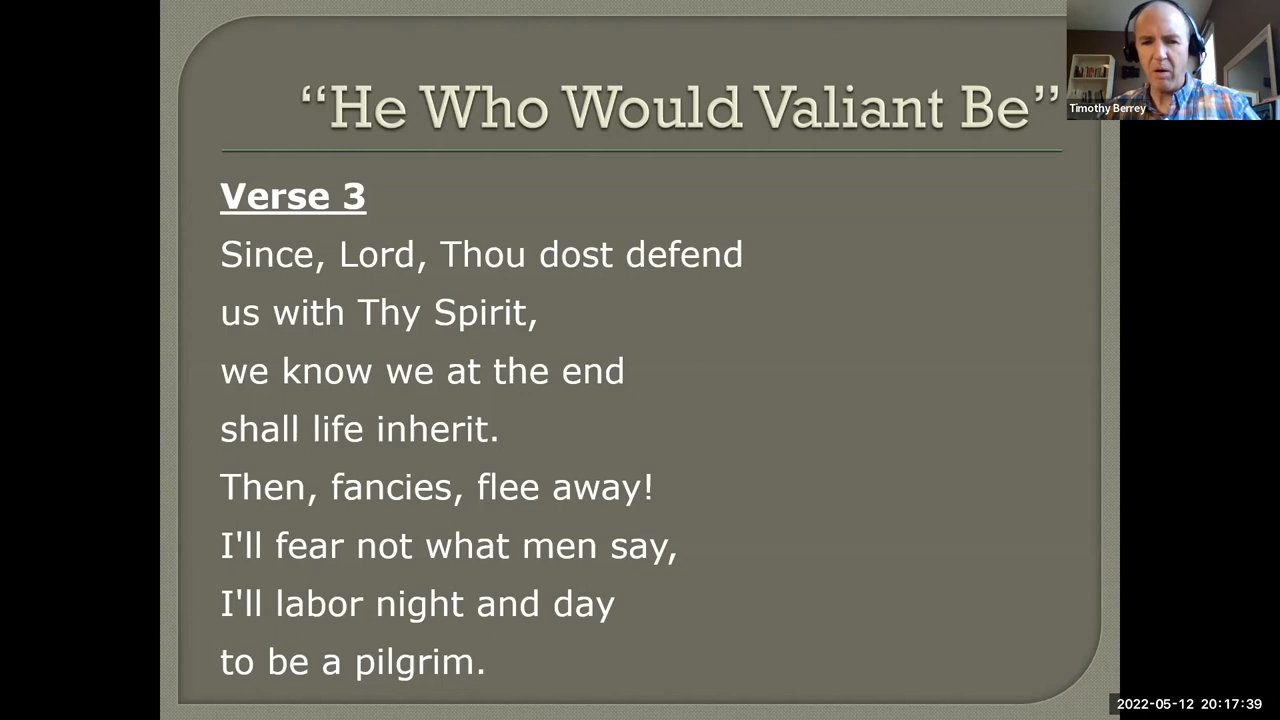 “He Who Would Valiant Be”
Timothy Berrey
Verse 3
Since, Lord, Thou dost defend
us with Thy Spirit,
we know we at the end
shall life inherit.
Then, fancies, flee away!
I'll fear not what men say,
I'll labor night and day
to be a pilgrim.
2022-05-12 20:17:39